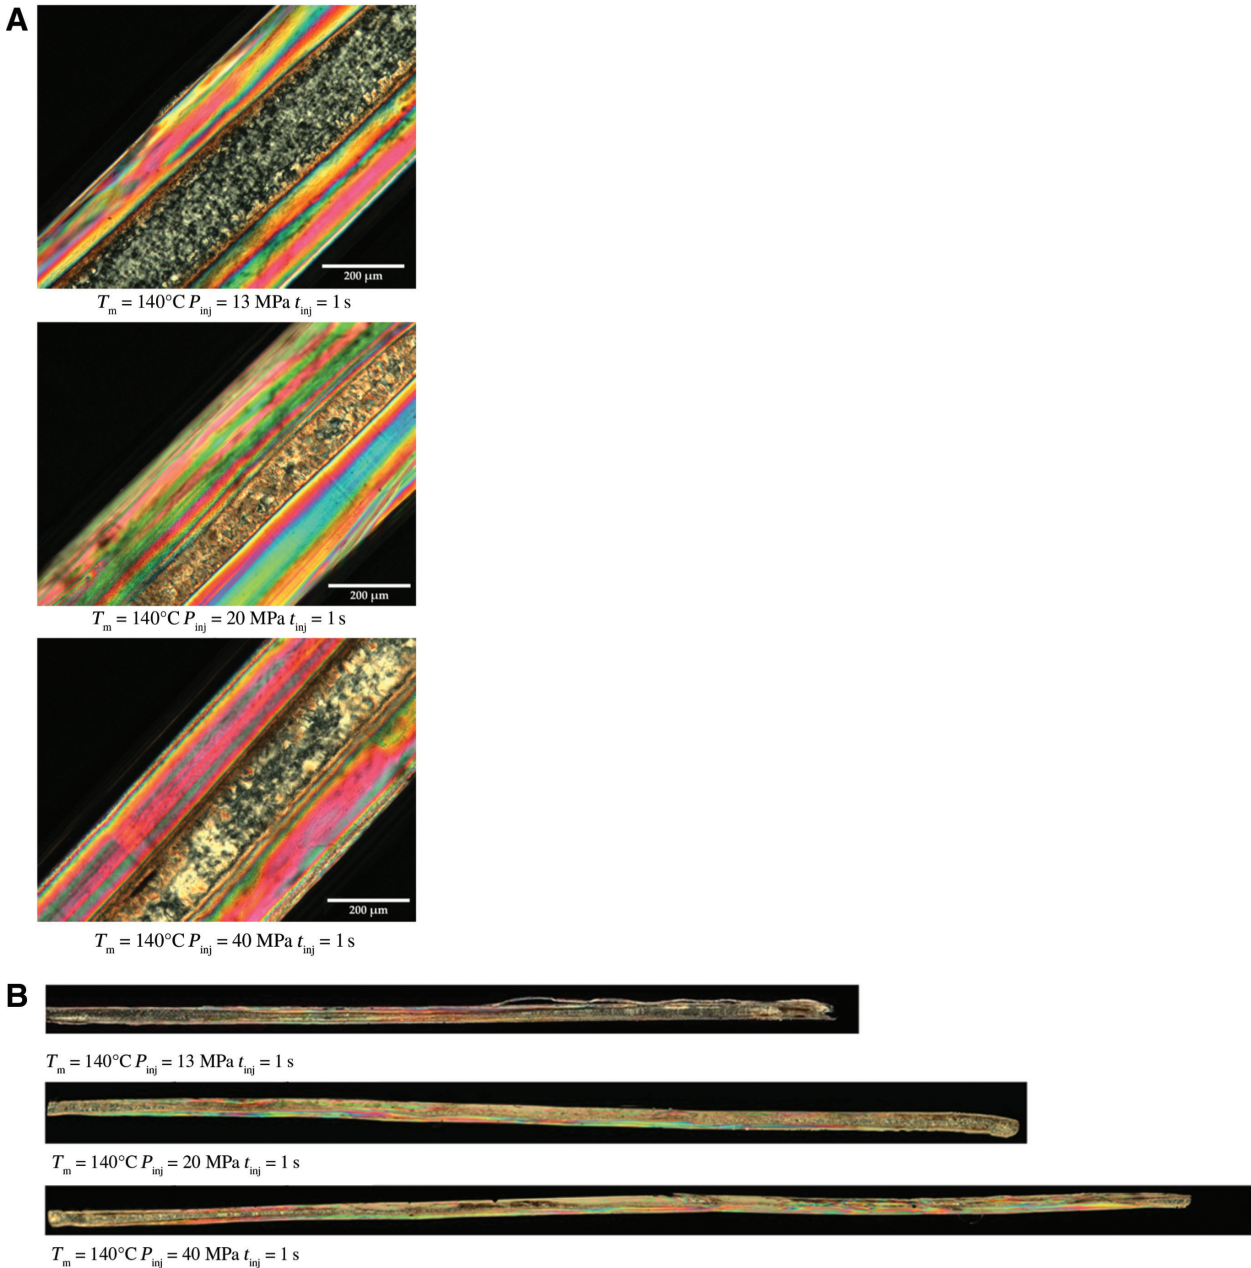 A
200 µm
Tm = 140°C Pinj = 13 MPa tinj = 1 s
200 µm
Tm = 140°C Pinj = 20 MPa tinj = 1 s
200 µm
Tm = 140°C Pinj = 40 MPa tinj = 1 s
B
Tm = 140°C Pinj = 13 MPa tinj = 1 s
Tm = 140°C Pinj = 20 MPa tinj = 1 s
Tm = 140°C Pinj = 40 MPa tinj = 1 s